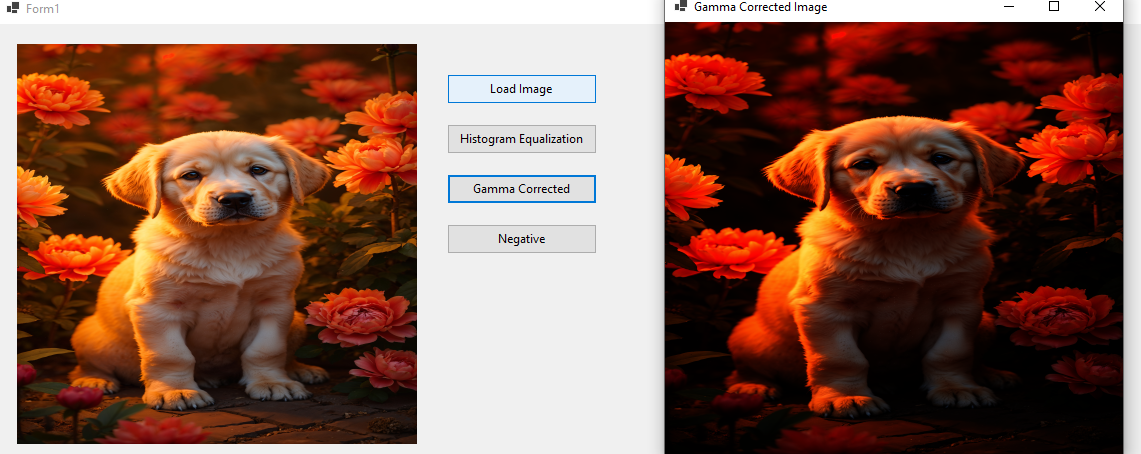 Form1
Gamma Corrected Image
Load Image
Histogram Equalization
Gamma Corrected
Negative